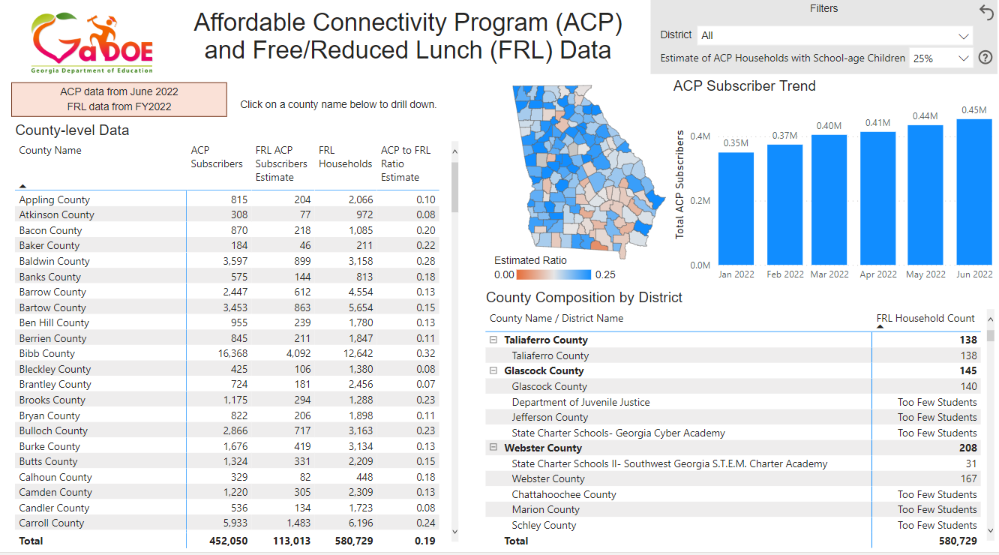 GaDOE
Georgia Department of Education
Affordable Connectivity Program (ACP)
and Free/Reduced Lunch (FRL) Data
Filters
District All
Estimate of ACP Households with School-age Children 25% ?
ACP data from June 2022
FRL data from FY2022
Click on a county name below to drill down.
County-level Data
County Name ACP Subscribers FRL ACP Subscribers Estimate FRL Households ACP to FRL Ratio Estimate
Appling County 815 204 2,066 0.10
Atkinson County 308 77 972 0.08
Bacon County 870 218 1,085 0.20
Baker County 184 46 211 0.22
Baldwin County 3,597 899 3,158 0.28
Banks County 575 144 813 0.18
Barrow County 2,447 612 4,554 0.13
Bartow County 3,453 863 5,654 0.15
Ben Hill County 955 239 1,780 0.13
Berrien County 845 211 1,847 0.11
Bibb County 16,368 4,092 12,642 0.32
Bleckley County 425 106 1,380 0.08
Brantley County 724 181 2,456 0.07
Brooks County 1,175 294 1,288 0.23
Bryan County 822 206 1,898 0.11
Bulloch County 2,866 717 3,163 0.23
Burke County 1,676 419 3,134 0.13
Butts County 1,324 331 2,209 0.15
Calhoun County 329 82 448 0.18
Camden County 1,220 305 2,309 0.13
Candler County 536 134 1,723 0.08
Carroll County 5,933 1,483 6,196 0.24
Total 452,050 113,013 580,729 0.19
Estimated Ratio
0.00 0.25
ACP Subscriber Trend
Total ACP Subscribers
0.4M
0.2M
0.0M
0.35M 0.37M 0.40M 0.41M 0.44M 0.45M
Jan 2022 Feb 2022 Mar 2022 Apr 2022 May 2022 Jun 2022
County Composition by District
County Name / District Name FRL Household Count
Taliaferro County 138
Taliaferro County 138
Glascock County 145
Glascock County 140
Department of Juvenile Justice Too Few Students
Jefferson County Too Few Students
State Charter Schools- Georgia Cyber Academy Too Few Students
Webster County 208
State Charter Schools II- Southwest Georgia S.T.E.M. Charter Academy 31
Webster County 167
Chattahoochee County Too Few Students
Marion County Too Few Students
Schley County Too Few Students
Total 580,729